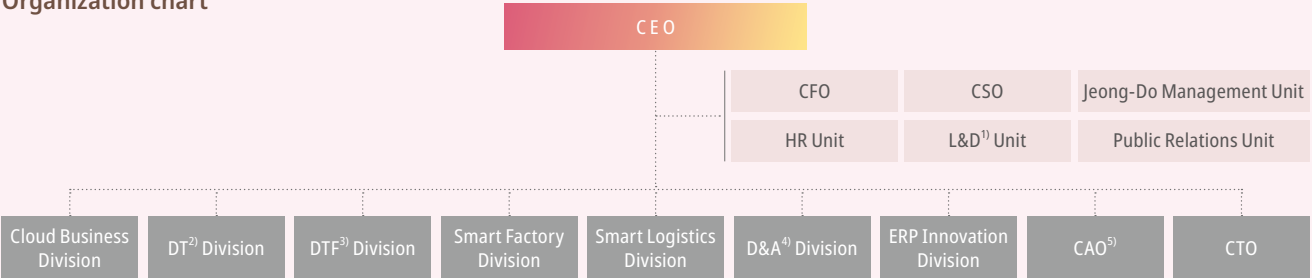 Organization chart
CEO
CFO
CSO
Jeong-Do Management Unit
HR Unit
L&D1) Unit
Public Relations Unit
Cloud Business
Division
DT2) Division
DTF3) Division
Smart Factory
Division
Smart Logistics
Division
D&A4) Division
ERP Innovation
Division
CAO5)
CTO